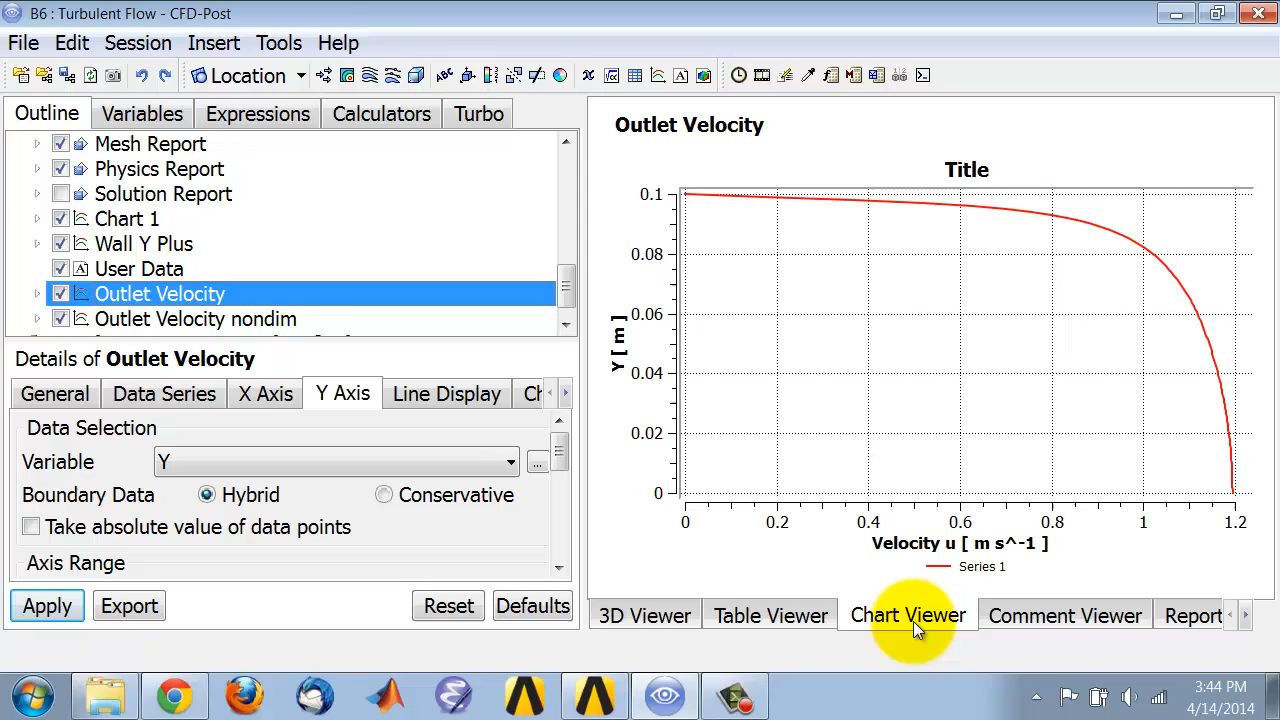 B6 : Turbulent Flow - CFD-Post
File Edit Session Insert Tools Help
Location
Outline Variables Expressions Calculators Turbo
Mesh Report
Physics Report
Solution Report
Chart 1
Wall Y Plus
User Data
Outlet Velocity
Outlet Velocity nondim
Details of Outlet Velocity
General Data Series X Axis Y Axis Line Display Ch
Data Selection
Variable Y ...
Boundary Data Hybrid Conservative
Take absolute value of data points
Axis Range
Apply Export Reset Defaults
Outlet Velocity
Title
0.1
0.08
0.06
0.04
0.02
0
Y [ m ]
0 0.2 0.4 0.6 0.8 1 1.2
Velocity u [ m s^-1 ]
Series 1
3D Viewer Table Viewer Chart Viewer Comment Viewer Report
3:44 PM
4/14/2014